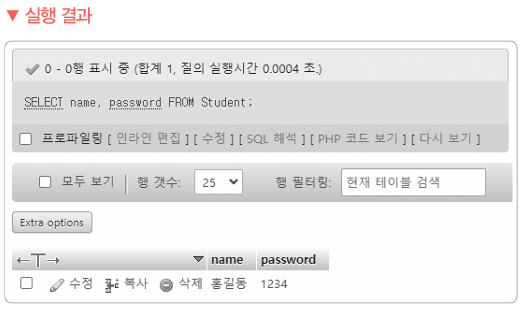 ▼ 실행 결과
0 - 0행 표시 중 (합계 1, 질의 실행시간 0.0004 초.)
SELECT name, password FROM Student;
프로파일링 [ 인라인 편집 ] [ 수정 ] [ SQL 해석 ] [ PHP 코드 보기 ] [ 다시 보기 ]
모두 보기 행 갯수: 25 행 필터링: 현재 테이블 검색
Extra options
←T→ ▼ name password
수정 복사 삭제 홍길동 1234